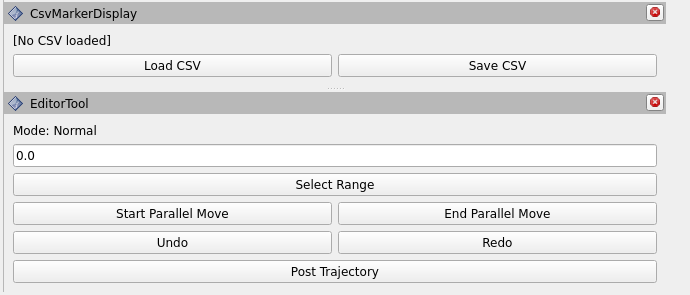 CsvMarkerDisplay
[No CSV loaded]
Load CSV Save CSV
EditorTool
Mode: Normal
0.0
Select Range
Start Parallel Move End Parallel Move
Undo Redo
Post Trajectory